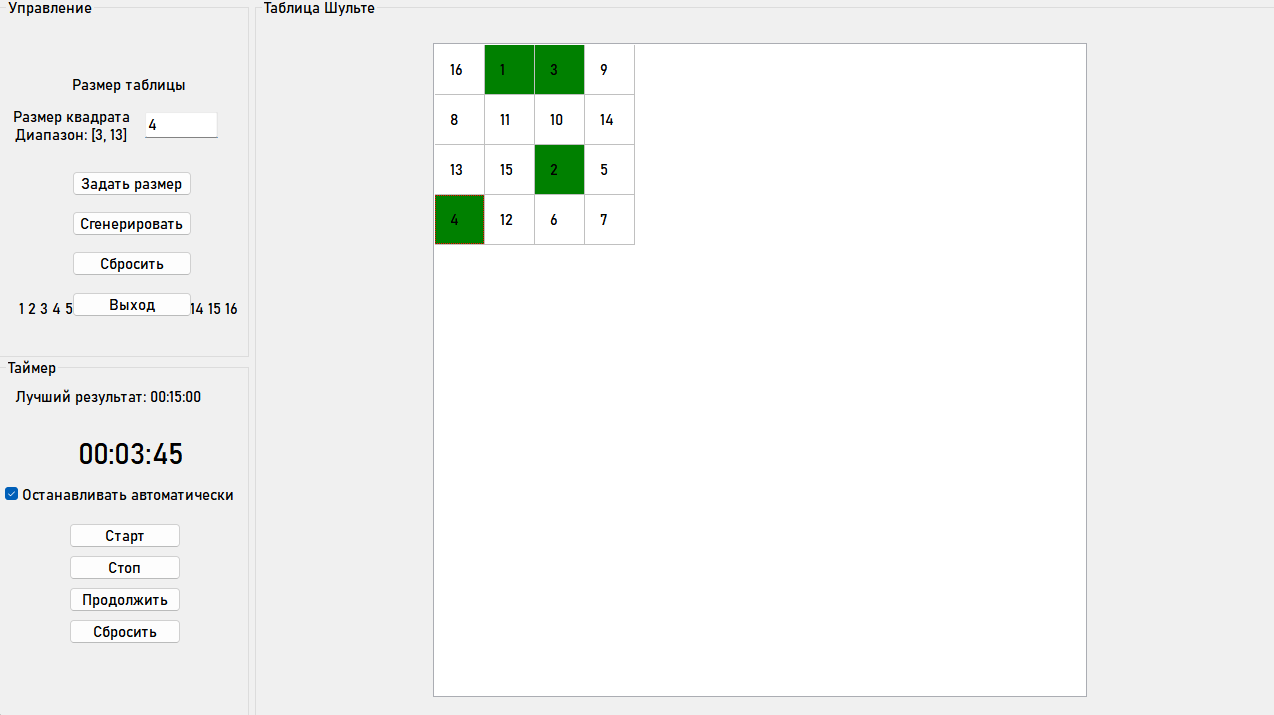 Управление
Размер таблицы
Размер квадрата
Диапазон: [3, 13]
4
Задать размер
Сгенерировать
Сбросить
1 2 3 4 5
Выход
14 15 16
Таймер
Лучший результат: 00:15:00
00:03:45
Останавливать автоматически
Старт
Стоп
Продолжить
Сбросить
Таблица Шульте
16 1 3 9
8 11 10 14
13 15 2 5
4 12 6 7